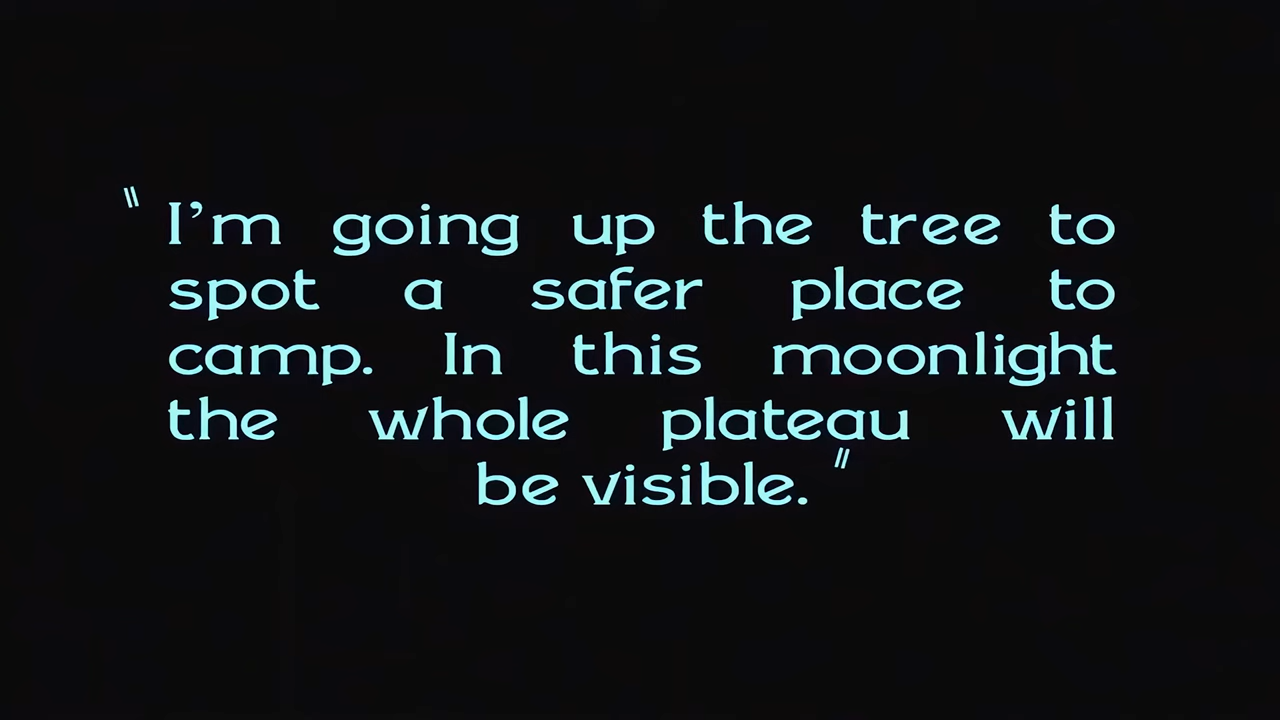 "I'm going up the tree to
spot a safer place to
camp. In this moonlight
the whole plateau will
be visible."